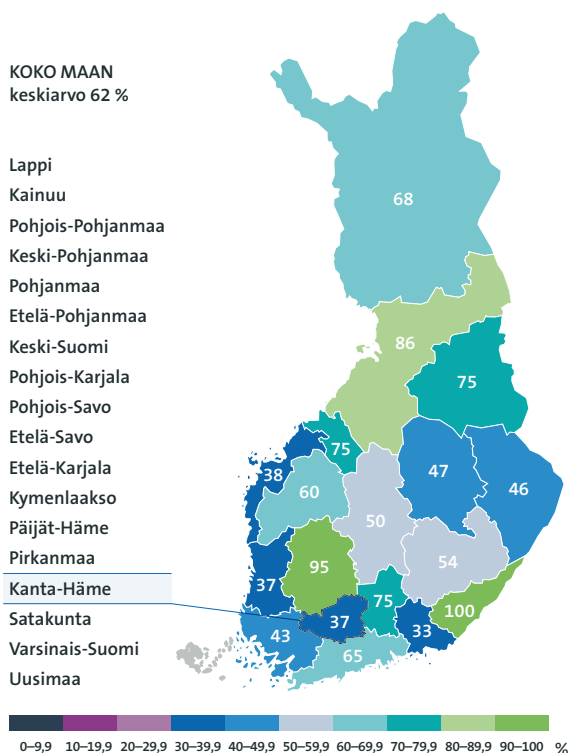 KOKO MAAN
keskiarvo 62 %
Lappi
Kainuu
Pohjois-Pohjanmaa
Keski-Pohjanmaa
Pohjanmaa
Etelä-Pohjanmaa
Keski-Suomi
Pohjois-Karjala
Pohjois-Savo
Etelä-Savo
Etelä-Karjala
Kymenlaakso
Päijät-Häme
Pirkanmaa
Kanta-Häme
Satakunta
Varsinais-Suomi
Uusimaa
68
86
75
75
38
60
47
46
50
54
95
37
75
37
100
33
43
65
0–9,9 10–19,9 20–29,9 30–39,9 40–49,9 50–59,9 60–69,9 70–79,9 80–89,9 90–100 %